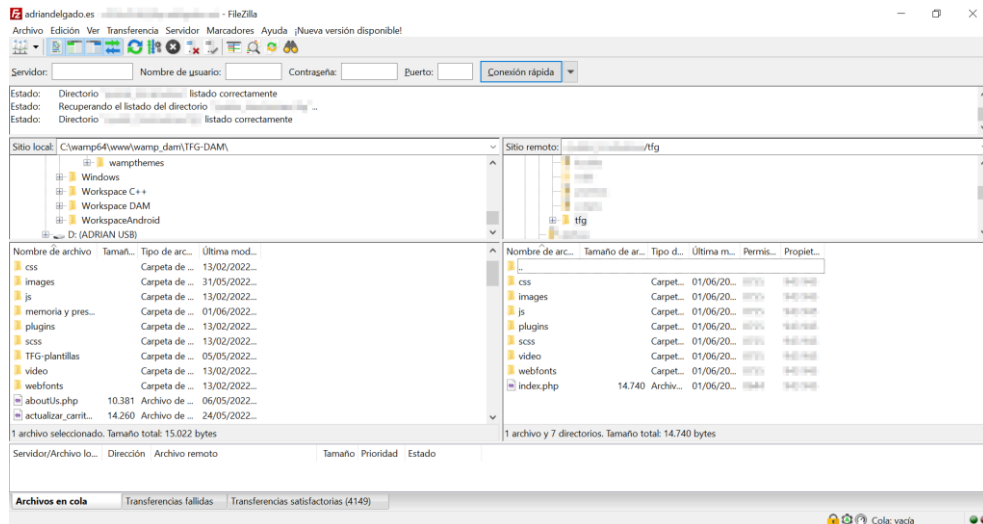 adriandelgado.es - FileZilla
Archivo Edición Ver Transferencia Servidor Marcadores Ayuda ¡Nueva versión disponible!
Servidor: Nombre de usuario: Contraseña: Puerto: Conexión rápida
Estado: Directorio listado correctamente
Estado: Recuperando el listado del directorio ...
Estado: Directorio listado correctamente
Sitio local: C:\wamp64\www\wamp_dam\TFG-DAM\
wampthemes
Windows
Workspace C++
Workspace DAM
WorkspaceAndroid
D: (ADRIAN USB)
Sitio remoto: /tfg
tfg
Nombre de archivo Tamañ... Tipo de arc... Última mod...
css Carpeta de ... 13/02/2022...
images Carpeta de ... 31/05/2022...
js Carpeta de ... 13/02/2022...
memoria y pres... Carpeta de ... 01/06/2022...
plugins Carpeta de ... 13/02/2022...
scss Carpeta de ... 13/02/2022...
TFG-plantillas Carpeta de ... 05/05/2022...
video Carpeta de ... 13/02/2022...
webfonts Carpeta de ... 13/02/2022...
aboutUs.php 10.381 Archivo de ... 06/05/2022...
actualizar_carrit... 14.260 Archivo de ... 24/05/2022...
1 archivo seleccionado. Tamaño total: 15.022 bytes
Nombre de arc... Tamaño de ar... Tipo d... Última m... Permis... Propiet...
..
css Carpet... 01/06/20...
images Carpet... 01/06/20...
js Carpet... 01/06/20...
plugins Carpet... 01/06/20...
scss Carpet... 01/06/20...
video Carpet... 01/06/20...
webfonts Carpet... 01/06/20...
index.php 14.740 Archiv... 01/06/20...
1 archivo y 7 directorios. Tamaño total: 14.740 bytes
Servidor/Archivo lo... Dirección Archivo remoto Tamaño Prioridad Estado
Archivos en cola Transferencias fallidas Transferencias satisfactorias (4149)
Cola: vacía